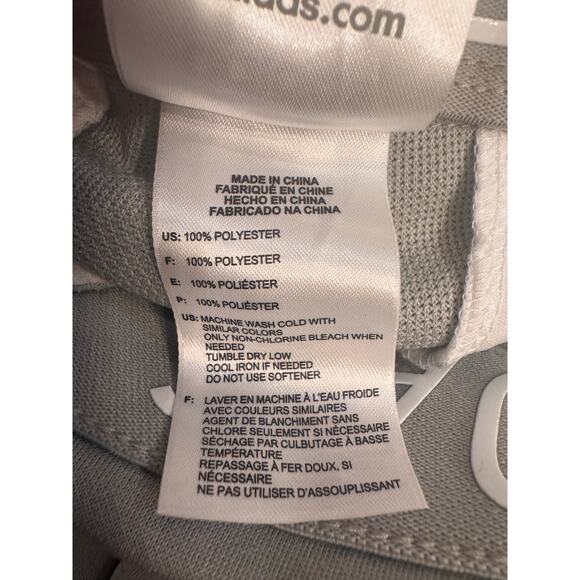 .com
MADE IN CHINA
FABRIQUÉ EN CHINE
HECHO EN CHINA
FABRICADO NA CHINA
US: 100% POLYESTER
F: 100% POLYESTER
E: 100% POLIÉSTER
P: 100% POLIÉSTER
US: MACHINE WASH COLD WITH
SIMILAR COLORS
ONLY NON-CHLORINE BLEACH WHEN
NEEDED
TUMBLE DRY LOW
COOL IRON IF NEEDED
DO NOT USE SOFTENER
F: LAVER EN MACHINE À L'EAU FROIDE
AVEC COULEURS SIMILAIRES
AGENT DE BLANCHIMENT SANS
CHLORE SEULEMENT SI NÉCESSAIRE
SÉCHAGE PAR CULBUTAGE À BASSE
TEMPÉRATURE
REPASSAGE À FER DOUX, SI
NÉCESSAIRE
NE PAS UTILISER D'ASSOUPLISSANT